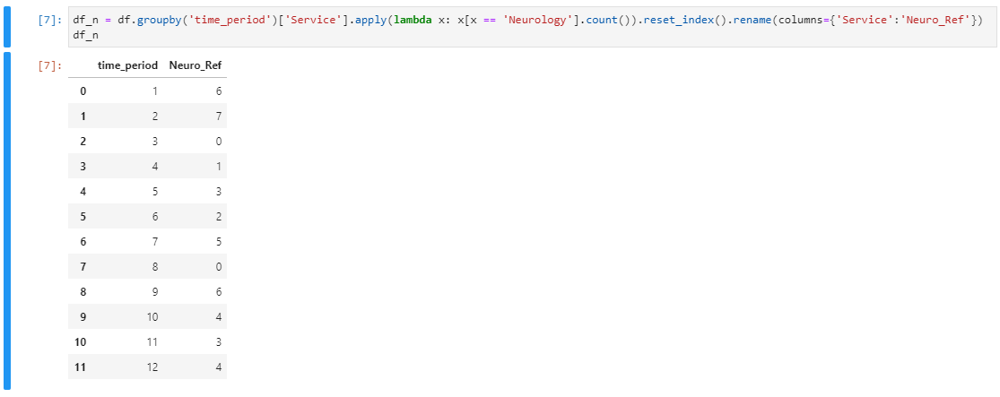 [7]: df_n = df.groupby('time_period')['Service'].apply(lambda x: x[x == 'Neurology'].count()).reset_index().rename(columns={'Service':'Neuro_Ref'})
df_n
[7]: time_period Neuro_Ref
0 1 6
1 2 7
2 3 0
3 4 1
4 5 3
5 6 2
6 7 5
7 8 0
8 9 6
9 10 4
10 11 3
11 12 4